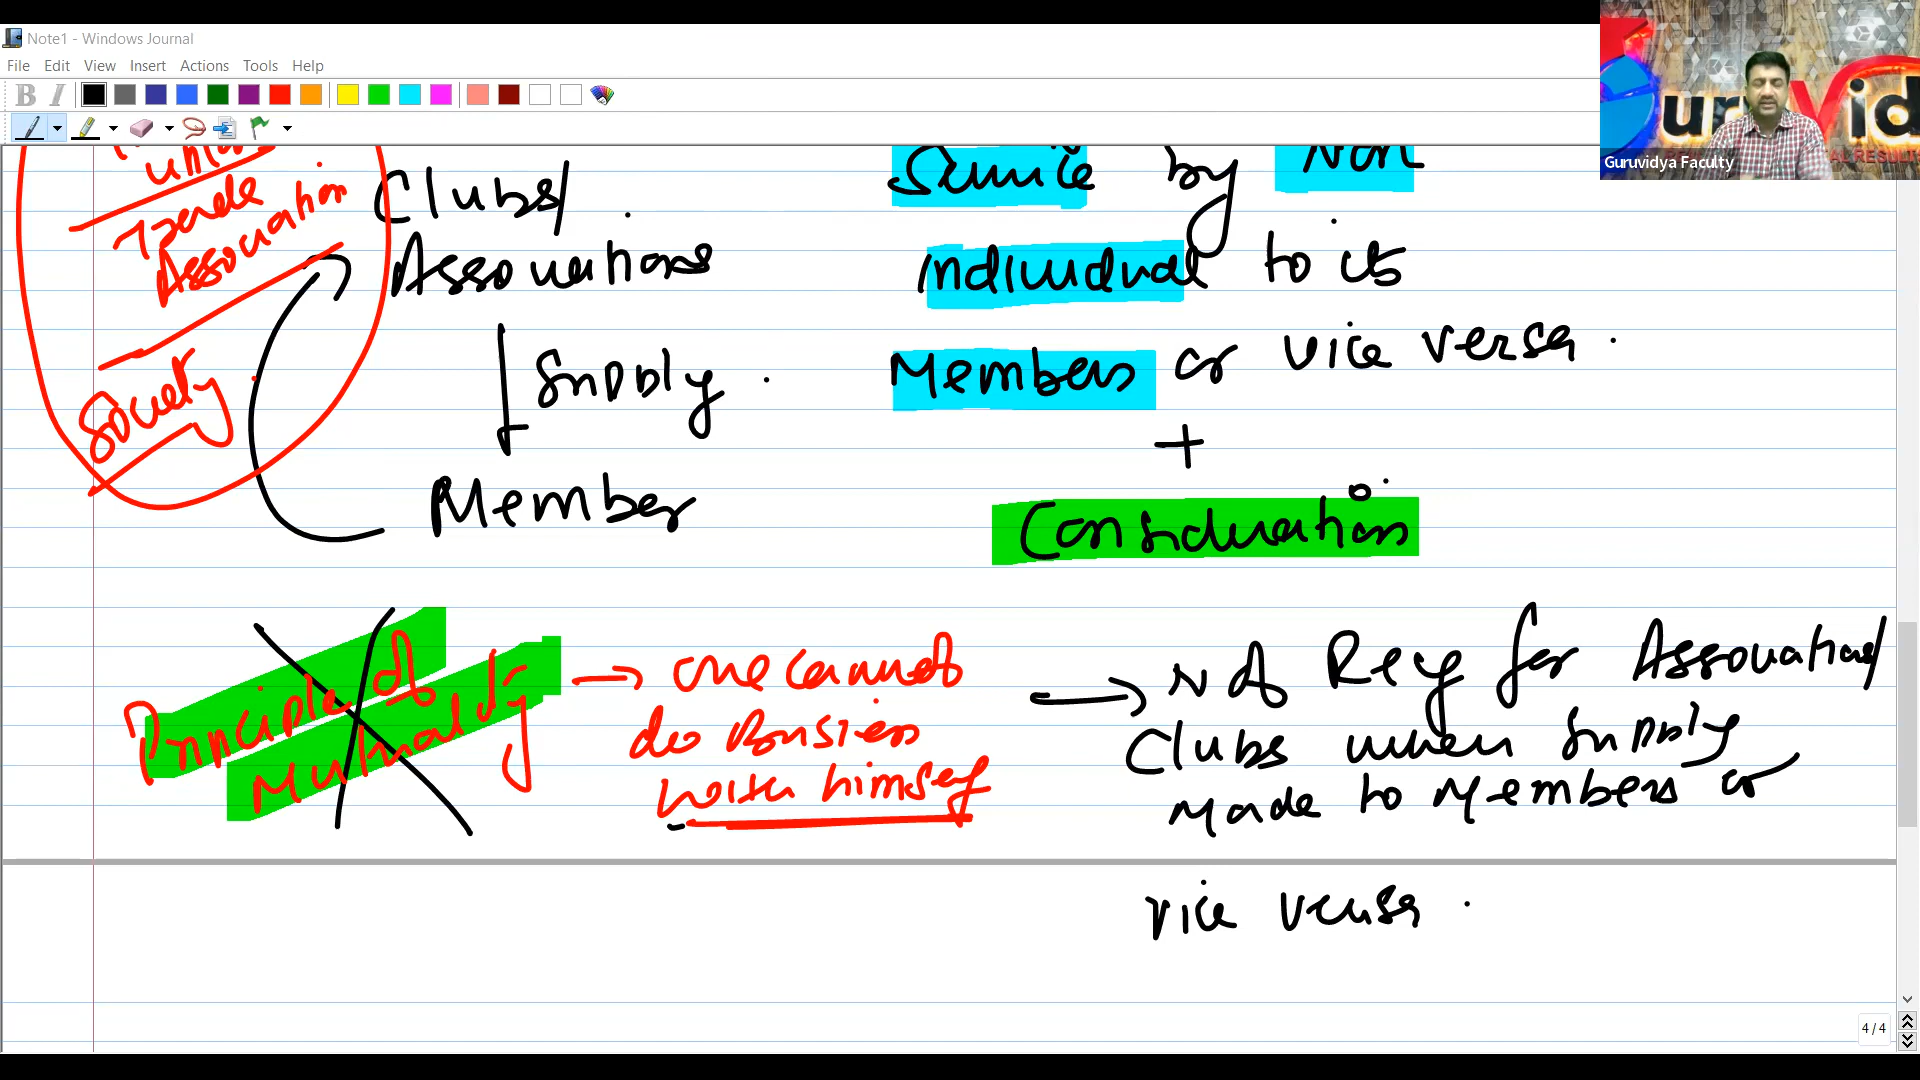 Note1 - Windows Journal
File Edit View Insert Actions Tools Help
B I
Guruvidya Faculty
union
Trade
Association
Society
Clubs/
Associations
Supply.
Member
Service by Non
individual to its
Members or vice versa.
+
Consideration
Principle of
Mutuality
one cannot
do Business
with himself
Not Req for Association/
Clubs when Supply
Made to Members or
vice versa.
4 / 4